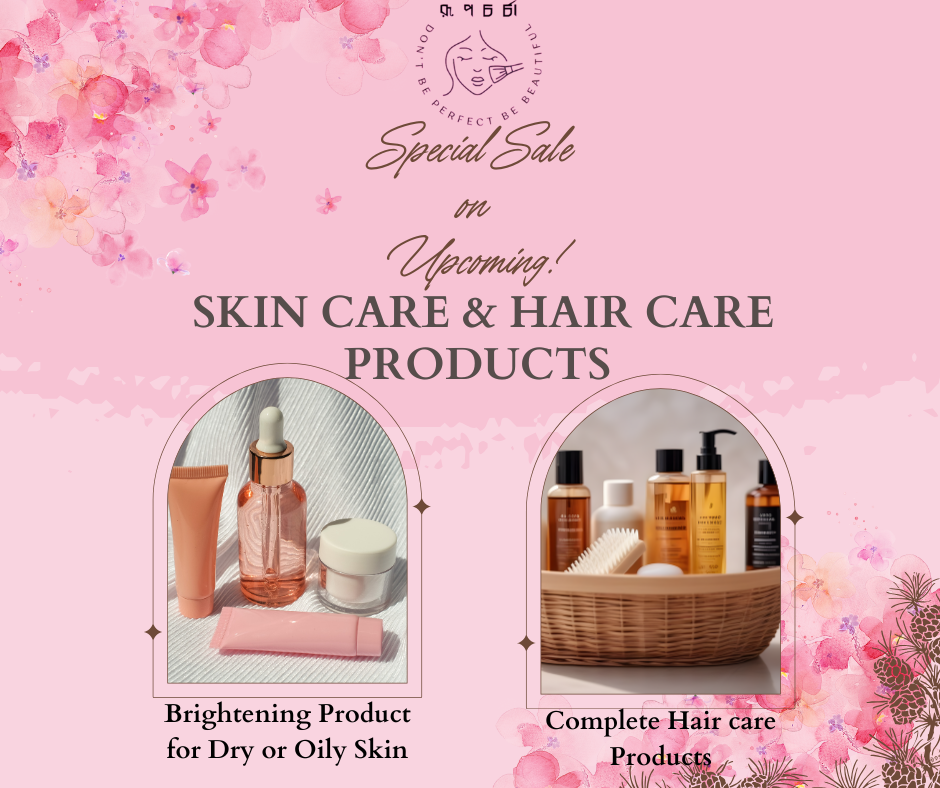 রূপচর্চা
DON'T BE PERFECT BE BEAUTIFUL
Special Sale
on
Upcoming!
SKIN CARE & HAIR CARE
PRODUCTS
Brightening Product
for Dry or Oily Skin
Complete Hair care
Products